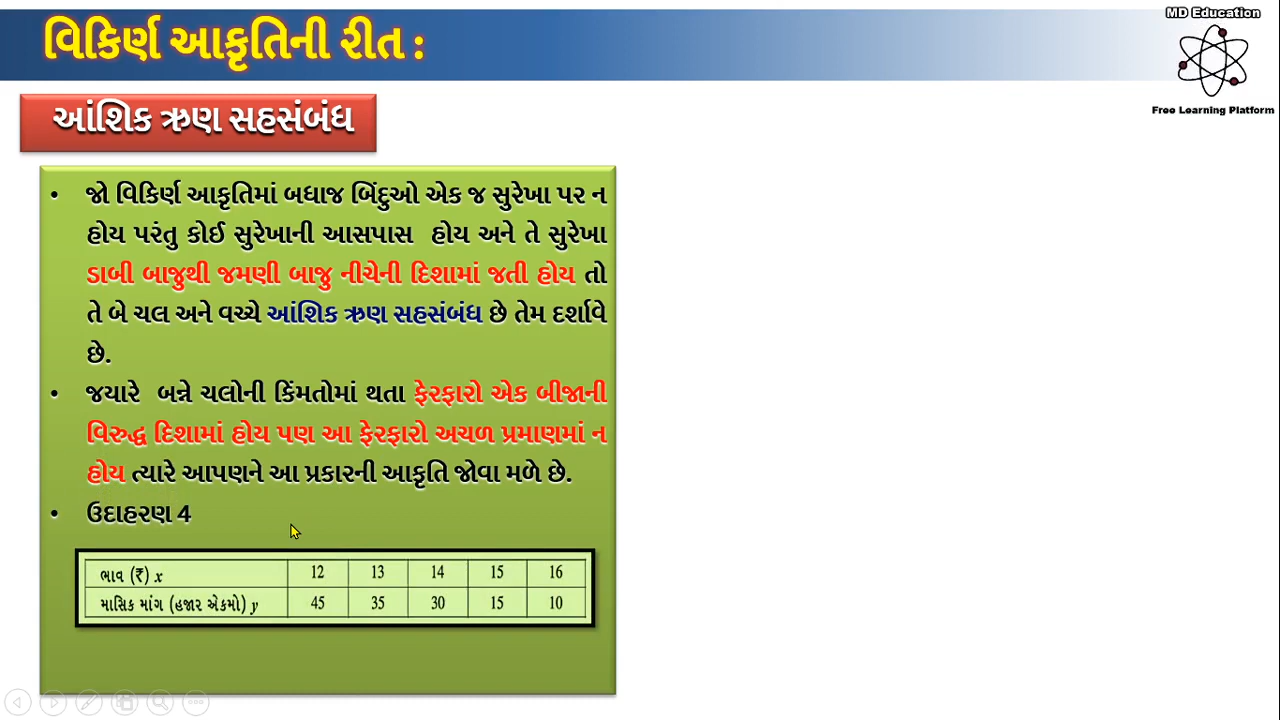 વિકિર્ણ આકૃતિની રીત :
MD Education
Free Learning Platform
આંશિક ઋણ સહસંબંધ
• જો વિકિર્ણ આકૃતિમાં બધાજ બિંદુઓ એક જ સુરેખા પર ન
હોય પરંતુ કોઈ સુરેખાની આસપાસ હોય અને તે સુરેખા
ડાબી બાજુથી જમણી બાજુ નીચેની દિશામાં જતી હોય તો
તે બે ચલ અને વચ્ચે આંશિક ઋણ સહસંબંધ છે તેમ દર્શાવે
છે.
• જયારે બન્ને ચલોની કિંમતોમાં થતા ફેરફારો એક બીજાની
વિરુદ્ધ દિશામાં હોય પણ આ ફેરફારો અચળ પ્રમાણમાં ન
હોય ત્યારે આપણને આ પ્રકારની આકૃતિ જોવા મળે છે.
• ઉદાહરણ 4
ભાવ (₹) x 12 13 14 15 16
માસિક માંગ (હજાર એકમો) y 45 35 30 15 10